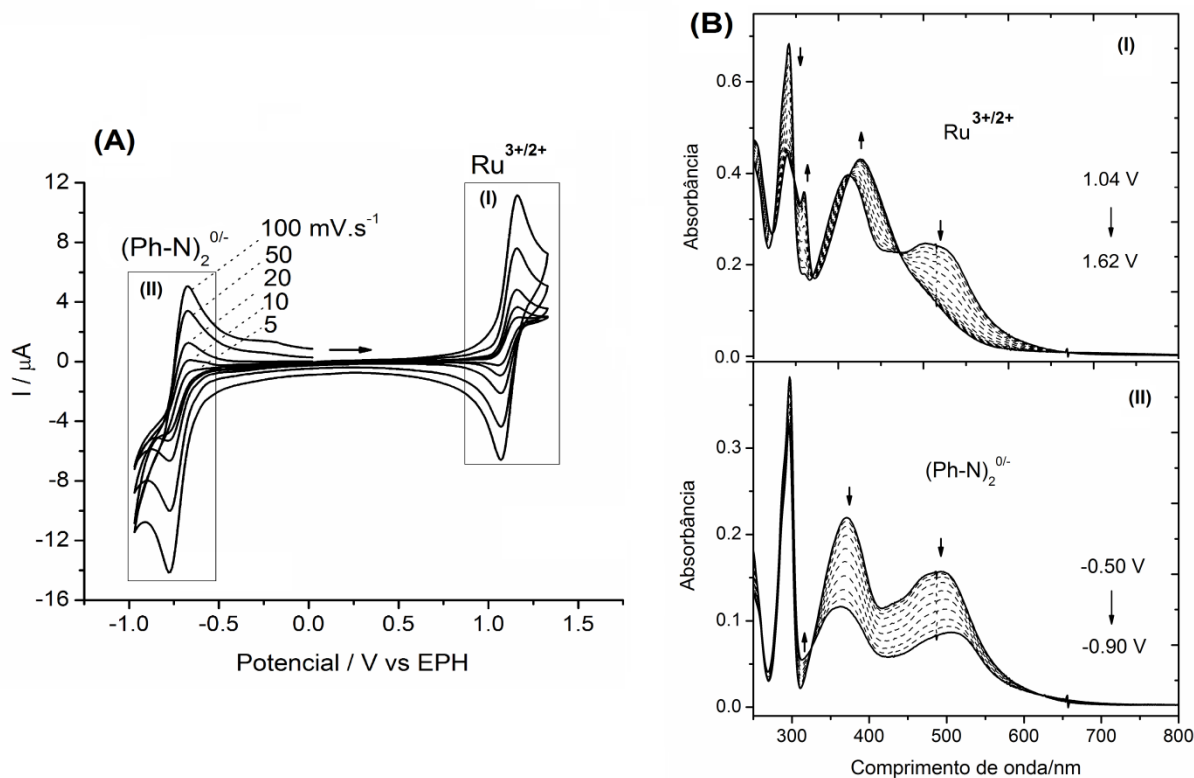 (A)
12
8
4
0
-4
-8
-12
-16
I / µA
-1.0
-0.5
0.0
0.5
1.0
1.5
Potencial / V vs EPH
(Ph-N)₂⁰/⁻
(II)
100 mV.s⁻¹
50
20
10
5
Ru³⁺/²⁺
(I)
(B)
(I)
0.6
0.4
0.2
0.0
Absorbância
Ru³⁺/²⁺
1.04 V
1.62 V
(II)
0.3
0.2
0.1
0.0
Absorbância
(Ph-N)₂⁰/⁻
-0.50 V
-0.90 V
300
400
500
600
700
800
Comprimento de onda/nm